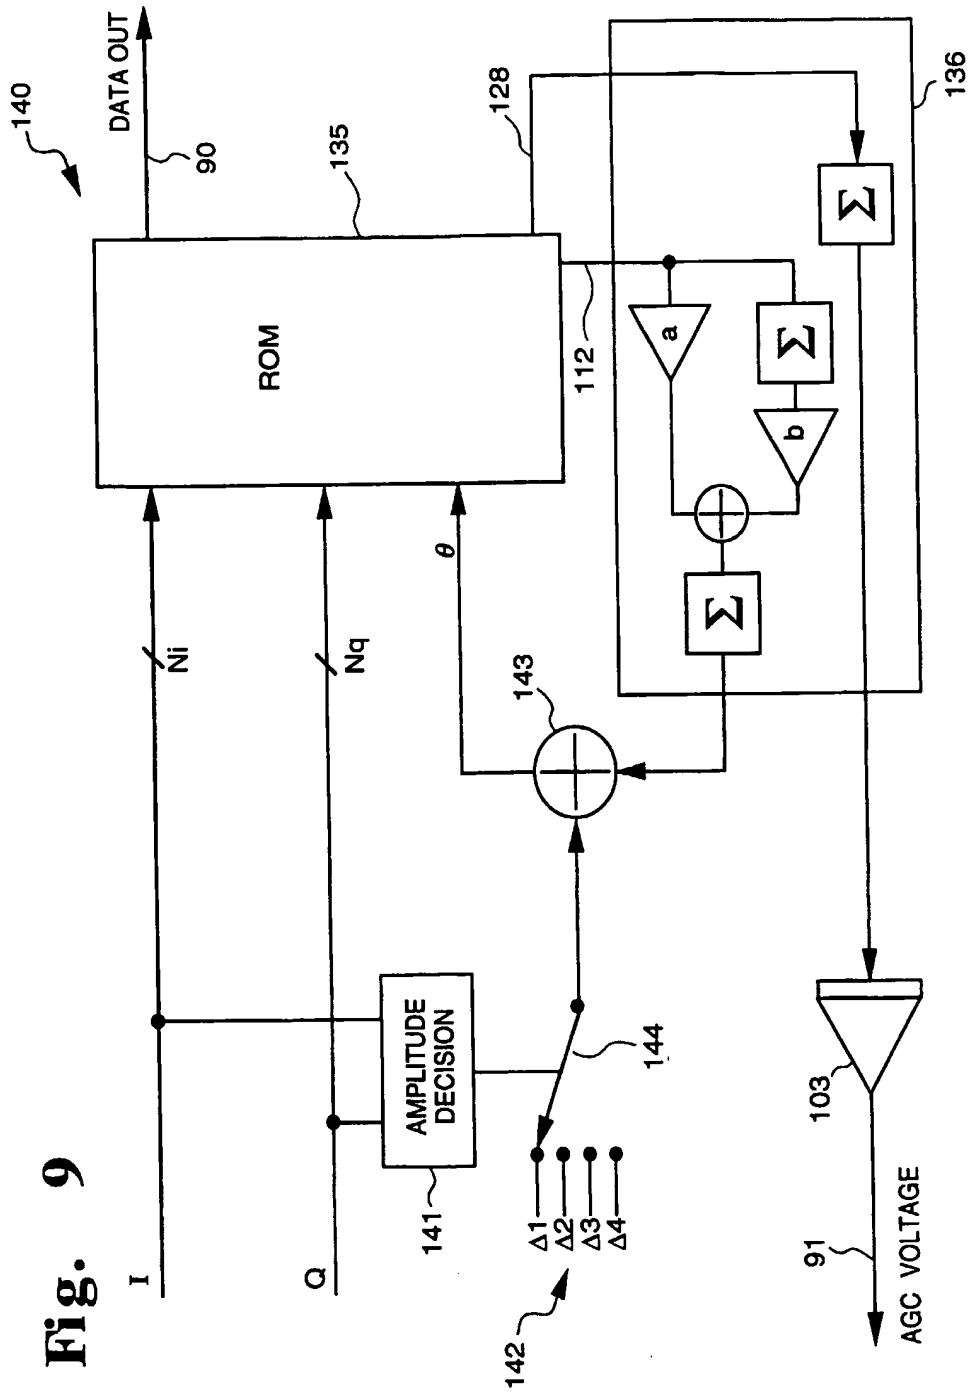 Fig. 9
140
I
Q
Ni
Nq
θ
ROM
135
DATA OUT
90
128
112
136
AMPLITUDE
DECISION
141
142
Δ1
Δ2
Δ3
Δ4
144
143
a
b
Σ
Σ
Σ
103
91
AGC VOLTAGE